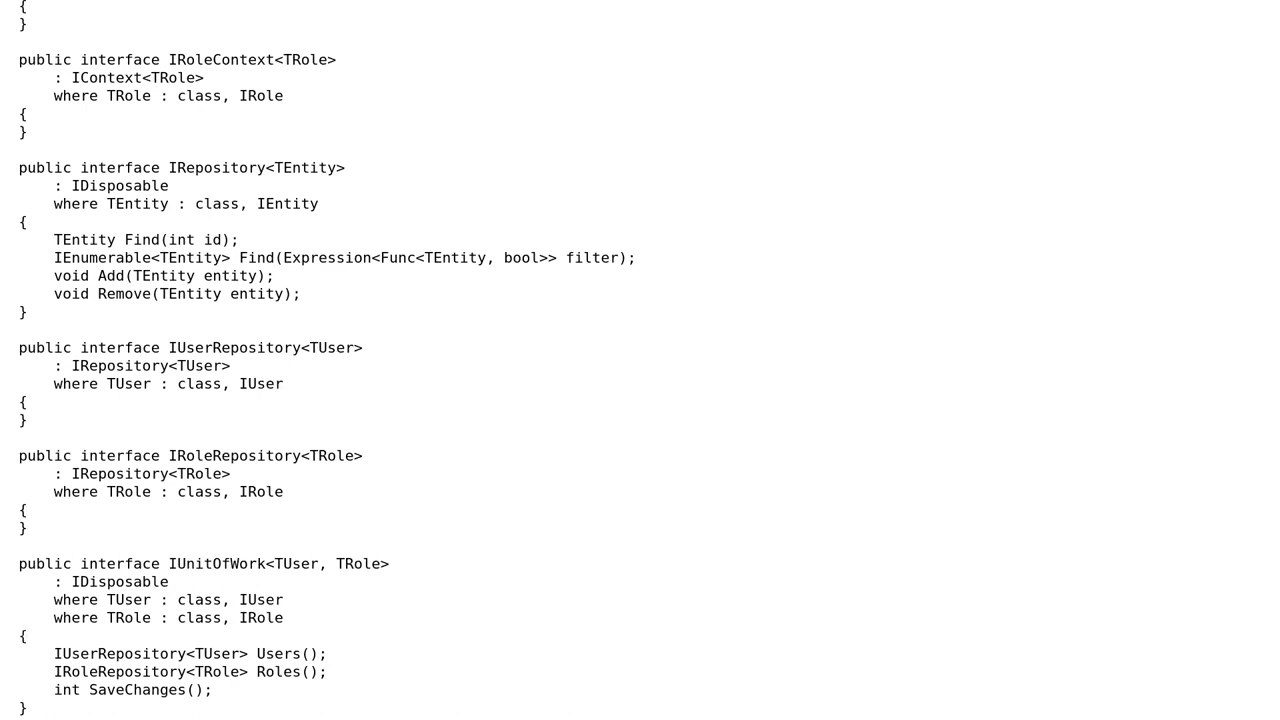 {
}

public interface IRoleContext<TRole>
    : IContext<TRole>
    where TRole : class, IRole
{
}

public interface IRepository<TEntity>
    : IDisposable
    where TEntity : class, IEntity
{
    TEntity Find(int id);
    IEnumerable<TEntity> Find(Expression<Func<TEntity, bool>> filter);
    void Add(TEntity entity);
    void Remove(TEntity entity);
}

public interface IUserRepository<TUser>
    : IRepository<TUser>
    where TUser : class, IUser
{
}

public interface IRoleRepository<TRole>
    : IRepository<TRole>
    where TRole : class, IRole
{
}

public interface IUnitOfWork<TUser, TRole>
    : IDisposable
    where TUser : class, IUser
    where TRole : class, IRole
{
    IUserRepository<TUser> Users();
    IRoleRepository<TRole> Roles();
    int SaveChanges();
}